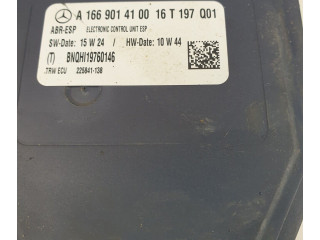 A 166 901 41 00 16 T 197 Q01
ABR-ESP ELECTRONIC CONTROL UNIT ESP
SW-Date: 15 W 24 / HW-Date: 10 W 44
(T) BNQHI19760146
TRW ECU 225841-138